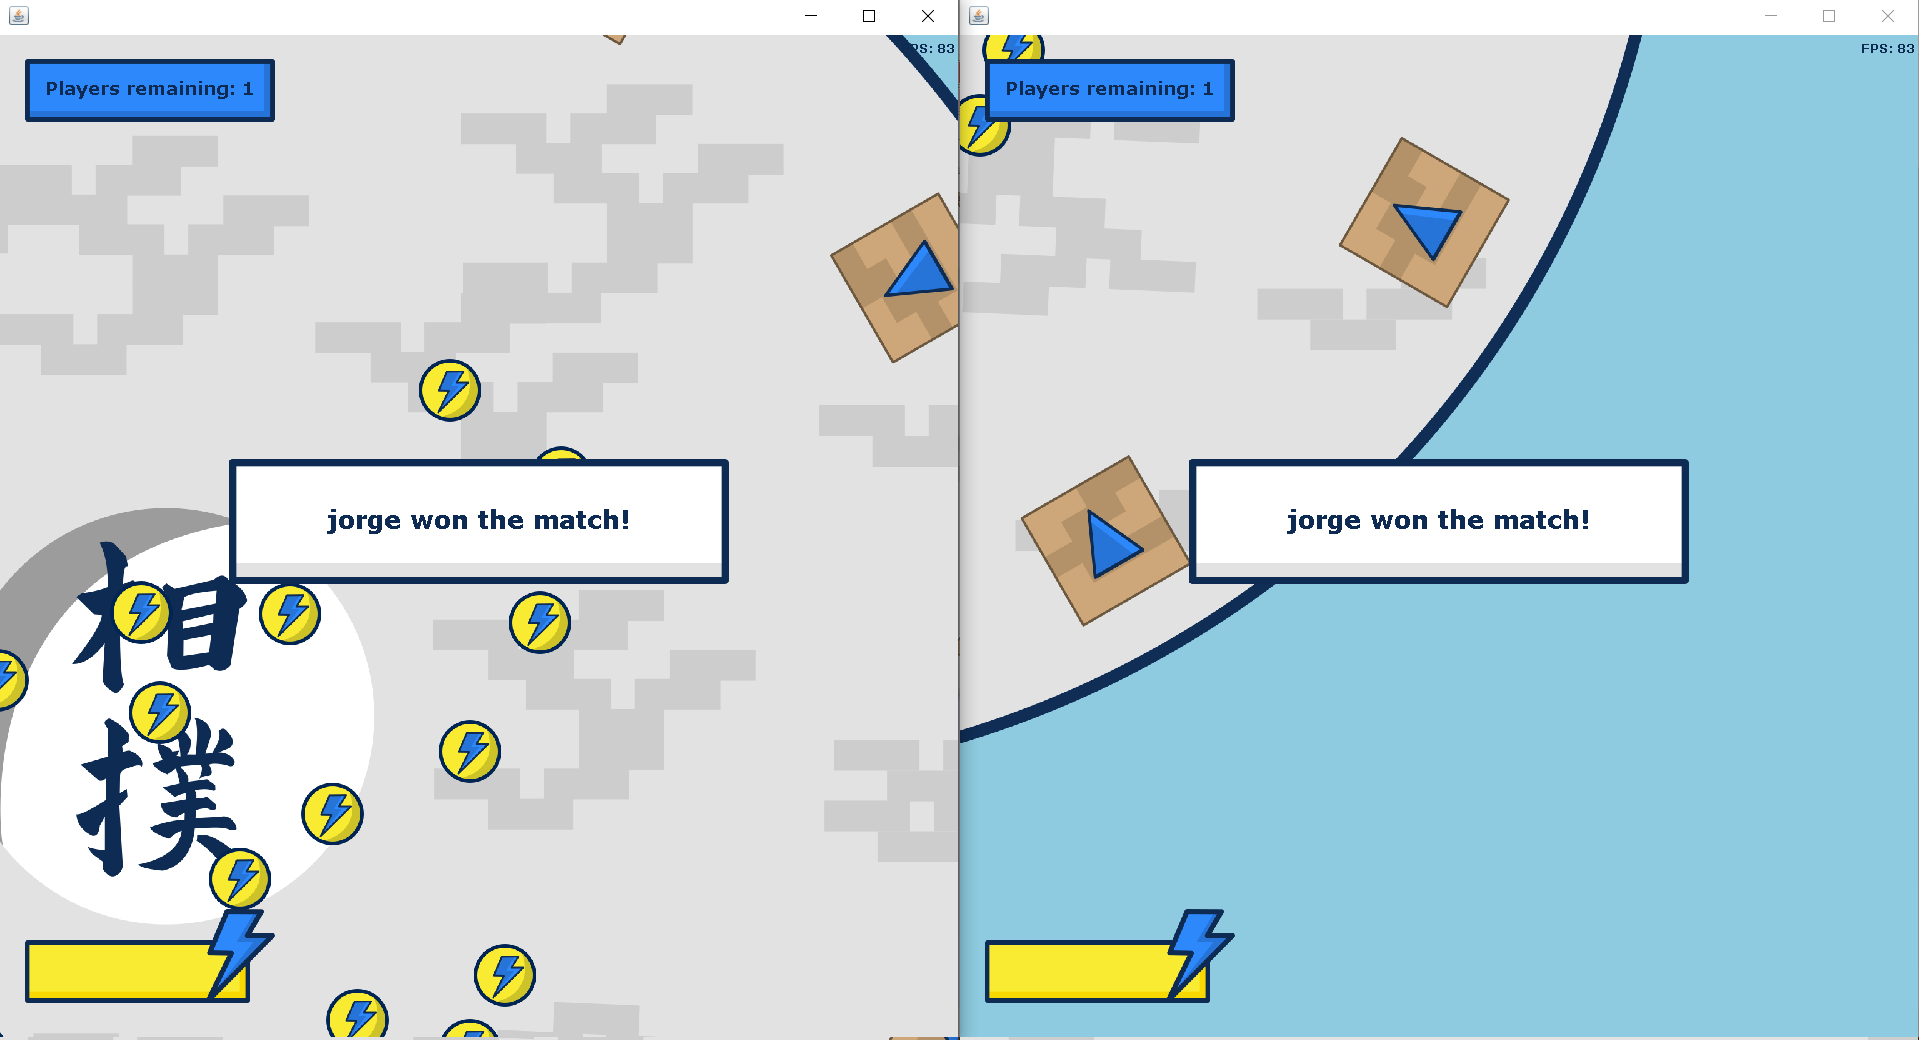 PS: 83
Players remaining: 1
jorge won the match!
相
撲
FPS: 83
Players remaining: 1
jorge won the match!